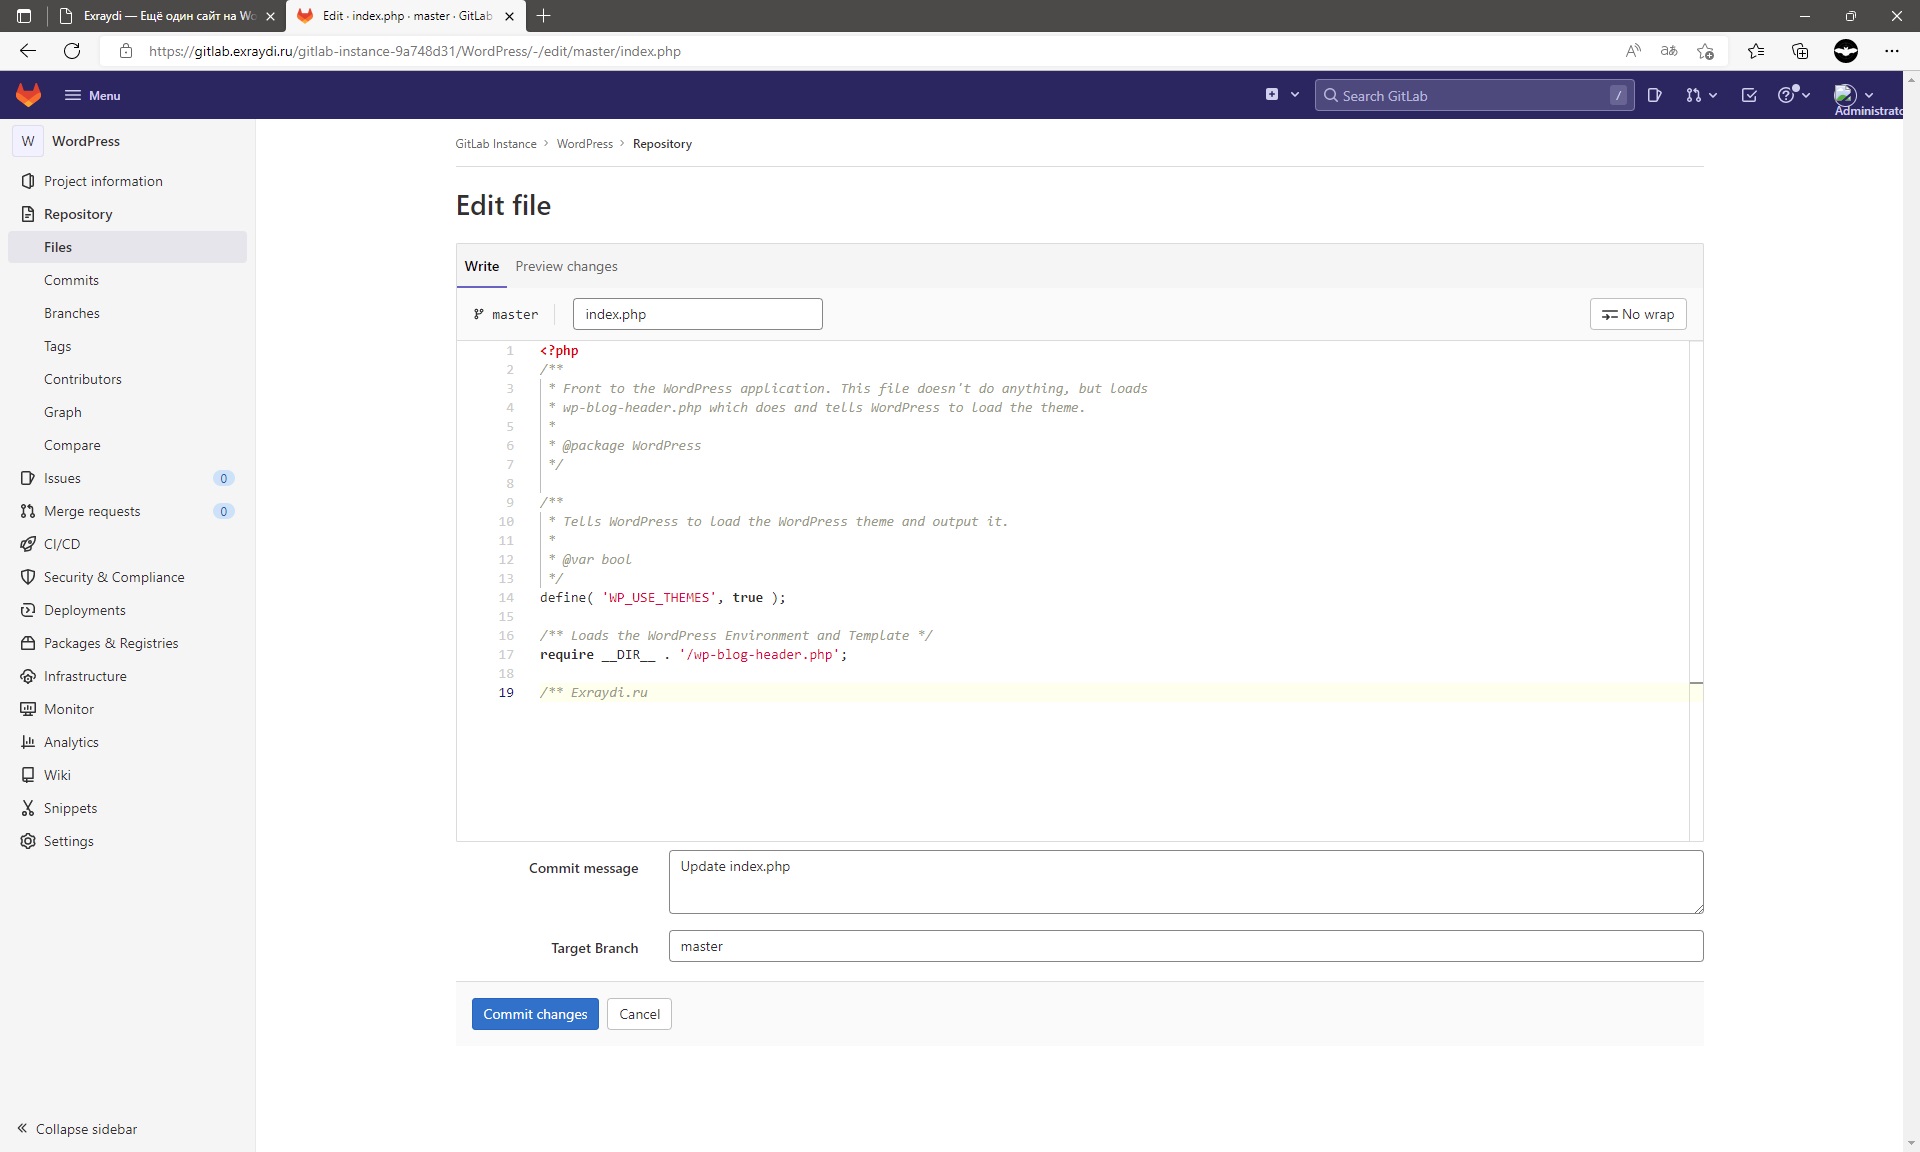 Exraydi — Ещё один сайт на Wo
Edit · index.php · master · GitLab
https://gitlab.exraydi.ru/gitlab-instance-9a748d31/WordPress/-/edit/master/index.php
Menu
Search GitLab
/
Administrato
W WordPress
Project information
Repository
Files
Commits
Branches
Tags
Contributors
Graph
Compare
Issues 0
Merge requests 0
CI/CD
Security & Compliance
Deployments
Packages & Registries
Infrastructure
Monitor
Analytics
Wiki
Snippets
Settings
Collapse sidebar
GitLab Instance > WordPress > Repository
Edit file
Write Preview changes
master index.php No wrap
1 <?php
2 /**
3 * Front to the WordPress application. This file doesn't do anything, but loads
4 * wp-blog-header.php which does and tells WordPress to load the theme.
5 *
6 * @package WordPress
7 */
8
9 /**
10 * Tells WordPress to load the WordPress theme and output it.
11 *
12 * @var bool
13 */
14 define( 'WP_USE_THEMES', true );
15
16 /** Loads the WordPress Environment and Template */
17 require __DIR__ . '/wp-blog-header.php';
18
19 /** Exraydi.ru
Commit message
Update index.php
Target Branch
master
Commit changes
Cancel